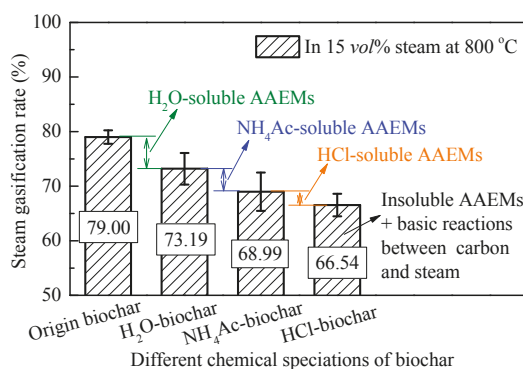 In 15 vol% steam at 800 °C
H₂O-soluble AAEMs
NH₄Ac-soluble AAEMs
HCl-soluble AAEMs
Insoluble AAEMs
+ basic reactions
between carbon
and steam
Steam gasification rate (%)
90
80
70
60
50
79.00
73.19
68.99
66.54
Origin biochar
H₂O-biochar
NH₄Ac-biochar
HCl-biochar
Different chemical speciations of biochar